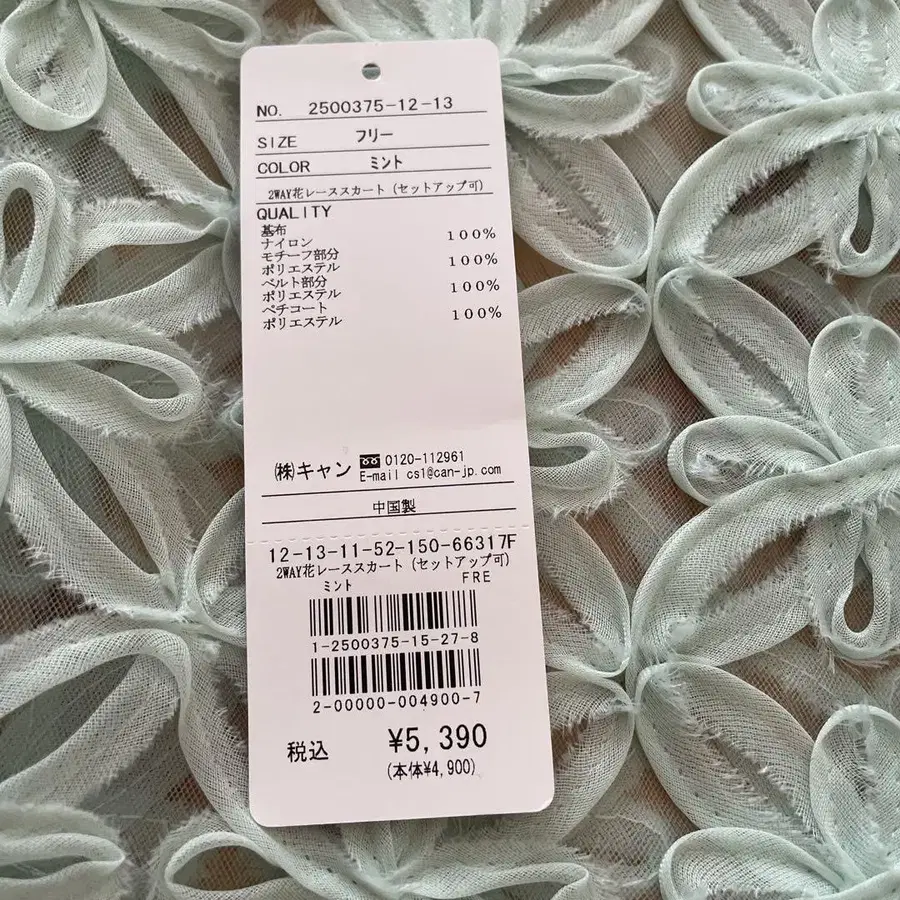 NO. 2500375-12-13
SIZE フリー
COLOR ミント
2WAY花レーススカート（セットアップ可）
QUALITY
基布
ナイロン 100%
モチーフ部分
ポリエステル 100%
ベルト部分
ポリエステル 100%
ペチコート
ポリエステル 100%
㈱キャン 0120-112961
E-mail cs1@can-jp.com
中国製
12-13-11-52-150-66317F
2WAY花レーススカート（セットアップ可）
ミント FRE
1-2500375-15-27-8
2-00000-004900-7
税込 ¥5,390
(本体¥4,900)